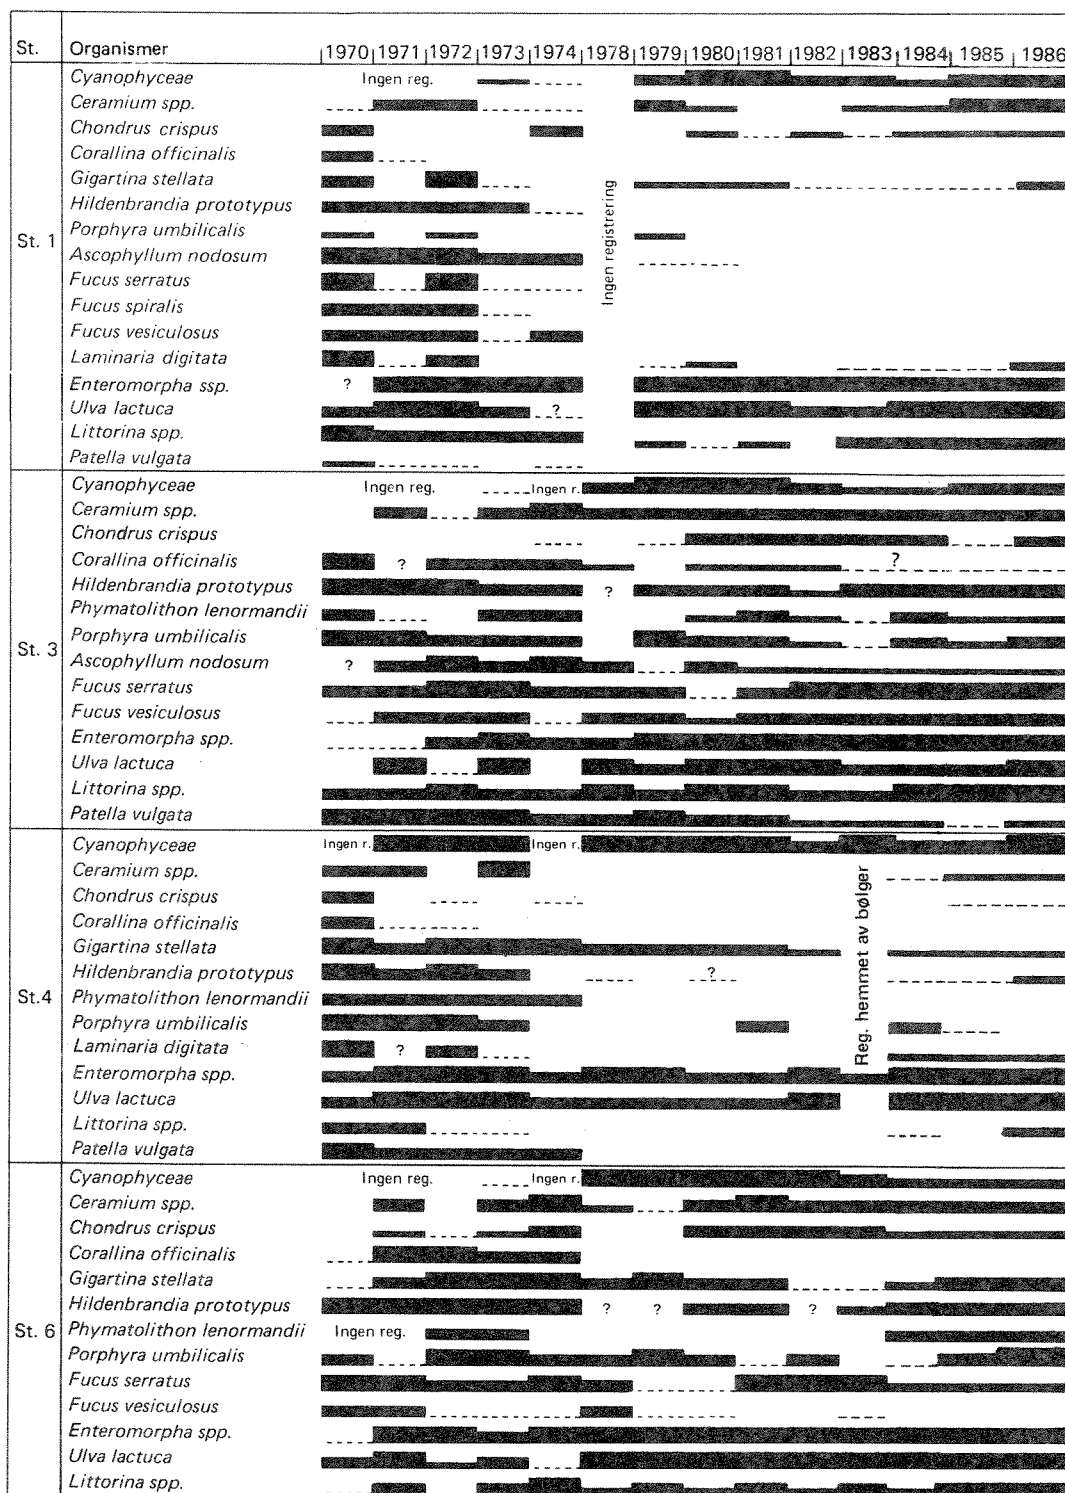 St. Organismer 1970 1971 1972 1973 1974 1978 1979 1980 1981 1982 1983 1984 1985 1986
Cyanophyceae Ingen reg.
Ceramium spp.
Chondrus crispus
Corallina officinalis
Gigartina stellata
Hildenbrandia prototypus
Porphyra umbilicalis
St. 1
Ascophyllum nodosum
Fucus serratus
Fucus spiralis
Fucus vesiculosus
Laminaria digitata
Enteromorpha ssp. ?
Ulva lactuca ?
Littorina spp.
Patella vulgata
Ingen registrering
Cyanophyceae Ingen reg. Ingen r.
Ceramium spp.
Chondrus crispus
Corallina officinalis ? ?
Hildenbrandia prototypus ?
Phymatolithon lenormandii
Porphyra umbilicalis
St. 3
Ascophyllum nodosum ?
Fucus serratus
Fucus vesiculosus
Enteromorpha spp.
Ulva lactuca
Littorina spp.
Patella vulgata
Cyanophyceae Ingen r. Ingen r.
Ceramium spp.
Chondrus crispus
Corallina officinalis
Gigartina stellata
Hildenbrandia prototypus ?
St.4
Phymatolithon lenormandii
Porphyra umbilicalis
Laminaria digitata ?
Enteromorpha spp.
Ulva lactuca
Littorina spp.
Patella vulgata
Reg. hemmet av bølger
Cyanophyceae Ingen reg. Ingen r.
Ceramium spp.
Chondrus crispus
Corallina officinalis
Gigartina stellata
Hildenbrandia prototypus ? ? ?
St. 6 Phymatolithon lenormandii Ingen reg.
Porphyra umbilicalis
Fucus serratus
Fucus vesiculosus
Enteromorpha spp.
Ulva lactuca
Littorina spp.